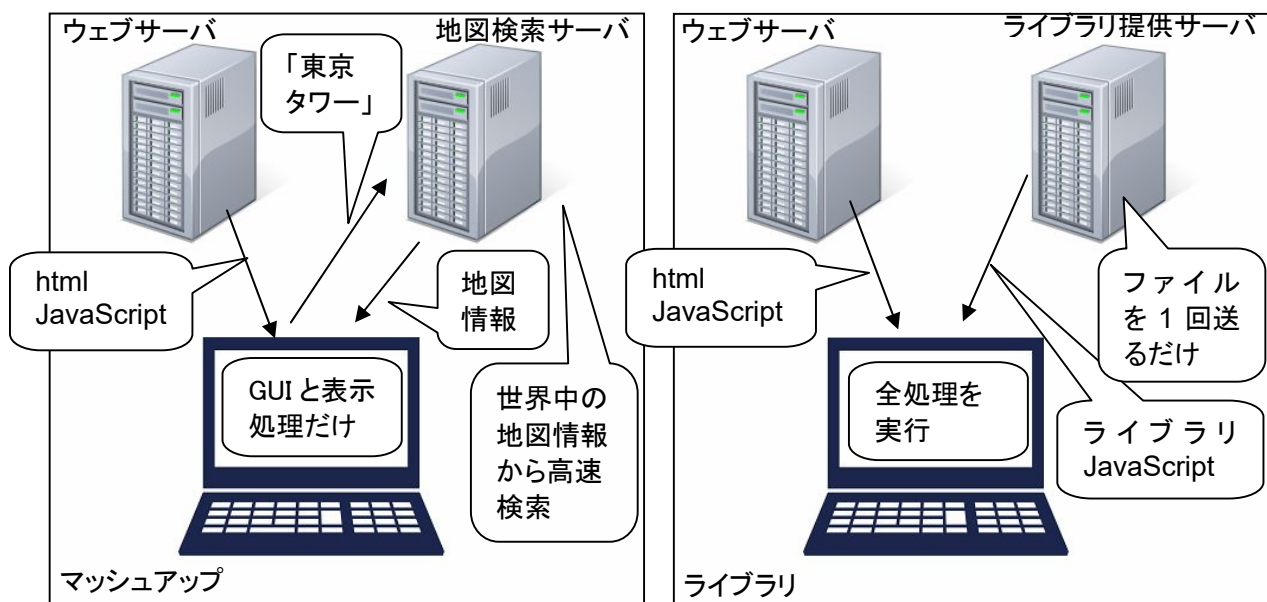 ウェブサーバ
地図検索サーバ
「東京
タワー」
html
JavaScript
地図
情報
GUI と表示
処理だけ
世界中の
地図情報
から高速
検索
マッシュアップ
ウェブサーバ
ライブラリ提供サーバ
html
JavaScript
ファイル
を 1 回送
るだけ
全処理を
実行
ライブラリ
JavaScript
ライブラリ